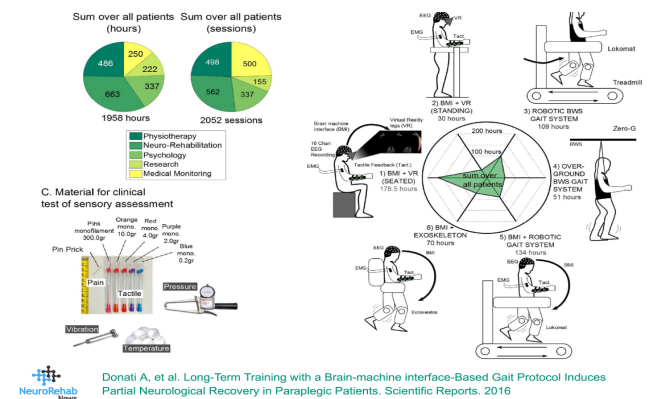 Sum over all patients
(hours)
486
250
222
337
663
1958 hours
Sum over all patients
(sessions)
498
500
155
337
562
2052 sessions
Physiotherapy
Neuro-Rehabilitation
Psychology
Research
Medical Monitoring
C. Material for clinical
test of sensory assessment
Pin Prick
Pink
monofilament
300.0gr
Orange
mono.
10.0gr
Red
mono.
4.0gr
Purple
mono.
2.0gr
Blue
mono.
0.2gr
Pain
Tactile
Pressure
Vibration
Temperature
EEG
VR
EMG
Tact.
2) BMI + VR
(STANDING)
30 hours
Lokomat
Treadmill
3) ROBOTIC BWS
GAIT SYSTEM
109 hours
Zero-G
BWS
4) OVER-
GROUND
BWS GAIT
SYSTEM
51 hours
Brain machine
interface (BMI)
Virtual Reality
legs (VR)
16 Chan
EEG
Recording
EMG
Tactile Feedback (Tact.)
1) BMI + VR
(SEATED)
178.5 hours
200 hours
100 hours
sum over
all patients
6) BMI +
EXOSKELETON
70 hours
5) BMI + ROBOTIC
GAIT SYSTEM
134 hours
EEG
BMI
EMG
Tact.
Exoskeleton
EEG
BMI
EMG
Tact.
Lokomat
NeuroRehab
News
Donati A, et al. Long-Term Training with a Brain-machine interface-Based Gait Protocol Induces
Partial Neurological Recovery in Paraplegic Patients. Scientific Reports. 2016